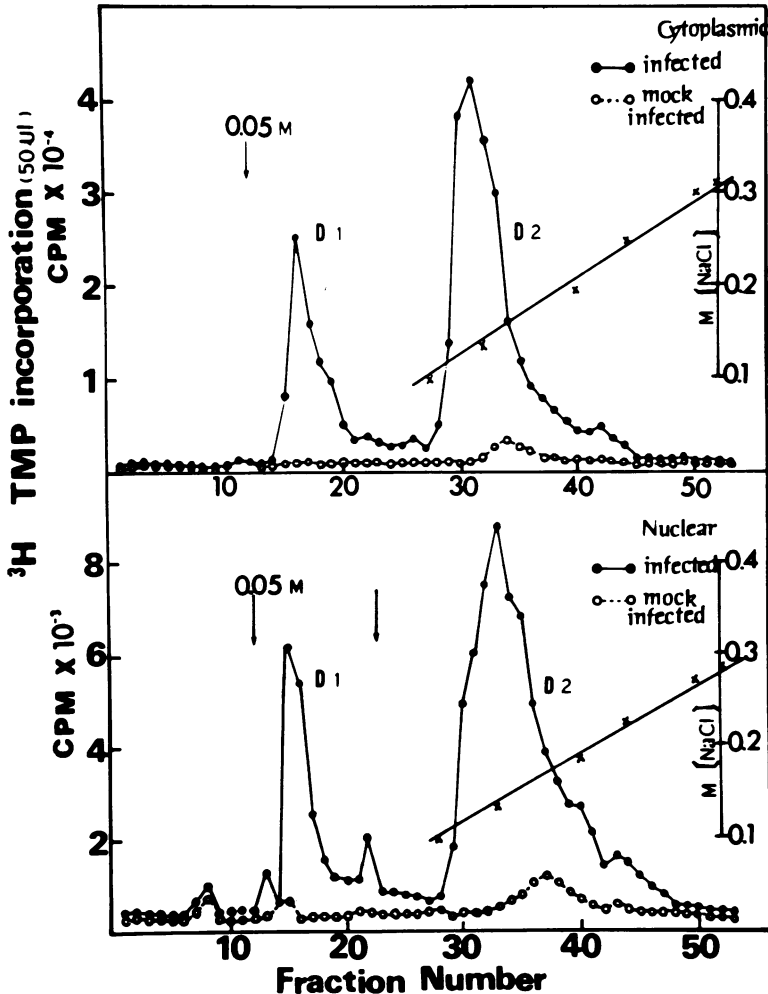 Cytoplasmic
infected
mock
infected
0.05 M
D 1
D 2
4
3
2
1
10
20
30
40
50
0.4
0.3
0.2
0.1
M [NaCl]
³H TMP incorporation (50 µl)
CPM X 10⁻⁴
Nuclear
infected
mock
infected
0.05 M
D 1
D 2
8
6
4
2
10
20
30
40
50
0.4
0.3
0.2
0.1
M [NaCl]
CPM X 10⁻³
Fraction Number